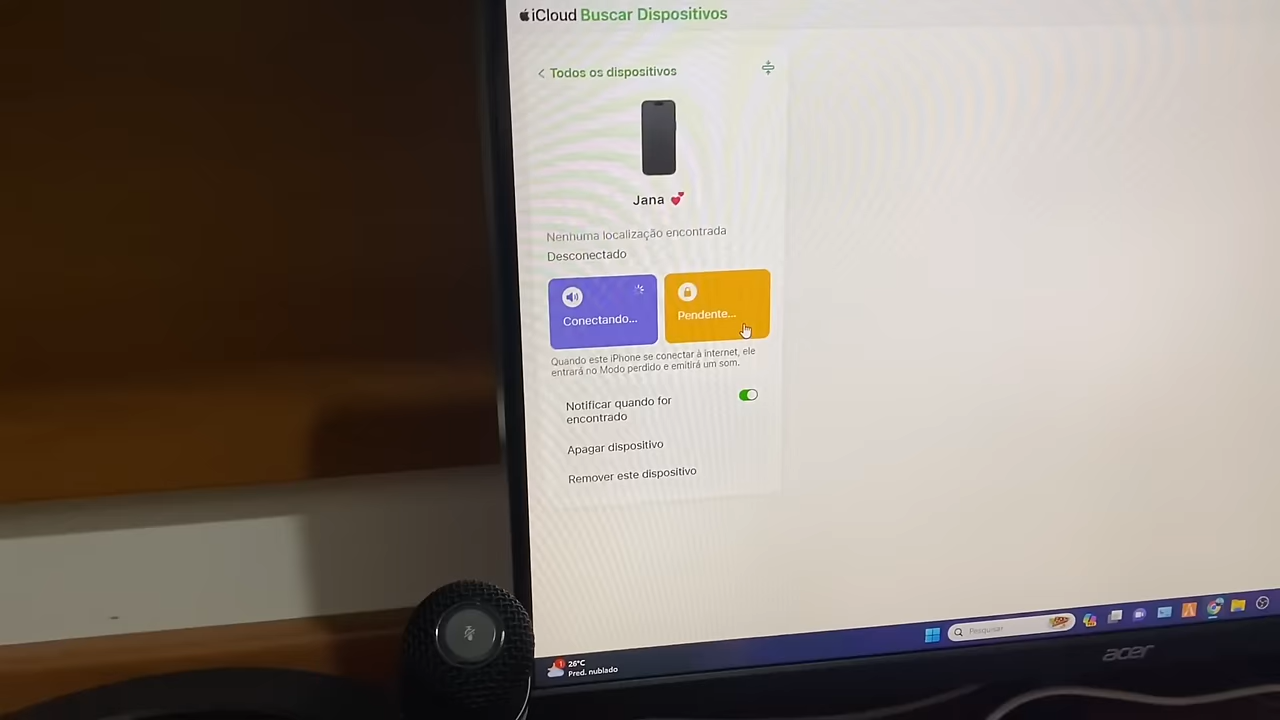 iCloud Buscar Dispositivos
Todos os dispositivos
Jana 💕
Nenhuma localização encontrada
Desconectado
Conectando...
Pendente...
Quando este iPhone se conectar à internet, ele
entrará no Modo perdido e emitirá um som.
Notificar quando for
encontrado
Apagar dispositivo
Remover este dispositivo
1
26°C
Pred. nublado
Pesquisar
acer